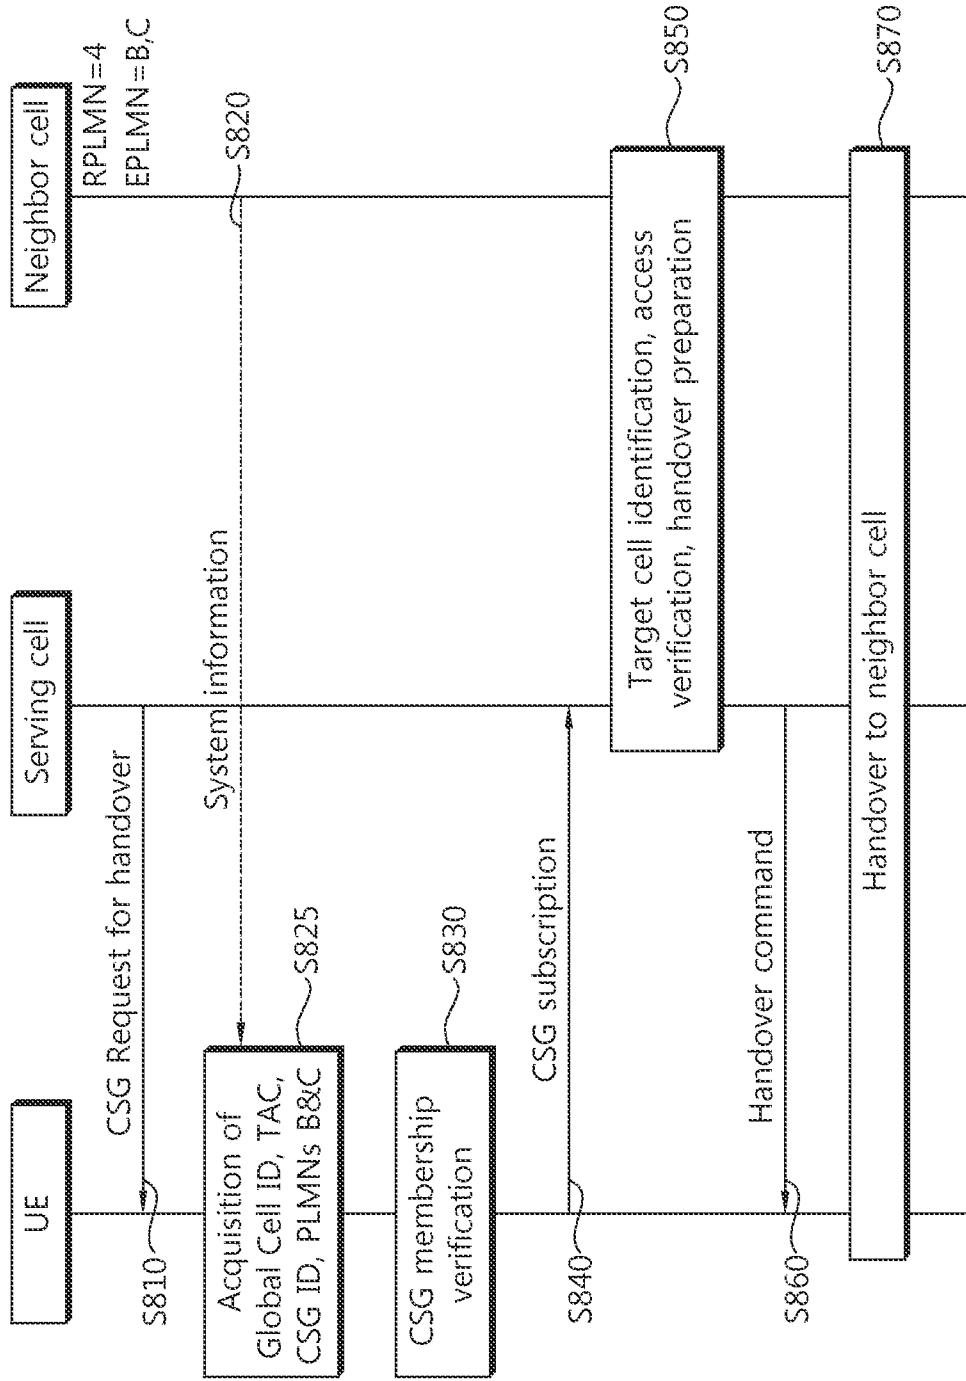 UE
Serving cell
Neighbor cell
RPLMN=4
EPLMN=B,C
CSG Request for handover
S810
System information
S820
Acquisition of
Global Cell ID, TAC,
CSG ID, PLMNs B&C
S825
CSG membership
verification
S830
CSG subscription
S840
Target cell identification, access
verification, handover preparation
S850
Handover command
S860
Handover to neighbor cell
S870